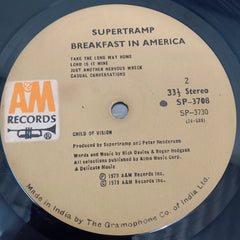 SUPERTRAMP
BREAKFAST IN AMERICA
TAKE THE LONG WAY HOME
LORD IS IT MINE
JUST ANOTHER NERVOUS WRECK
CASUAL CONVERSATIONS
2
33⅓ Stereo
SP-3708
SP-3730
A&M
RECORDS
CHILD OF VISION
Produced by Supertramp and Peter Henderson
Words and Music by Rick Davies & Roger Hodgson
All selections published by Almo Music Corp.
& Delicate Music
℗ 1979 A&M Records Inc.
© 1979 A&M Records Inc.
Made in India by The Gramophone Co. of India Ltd.